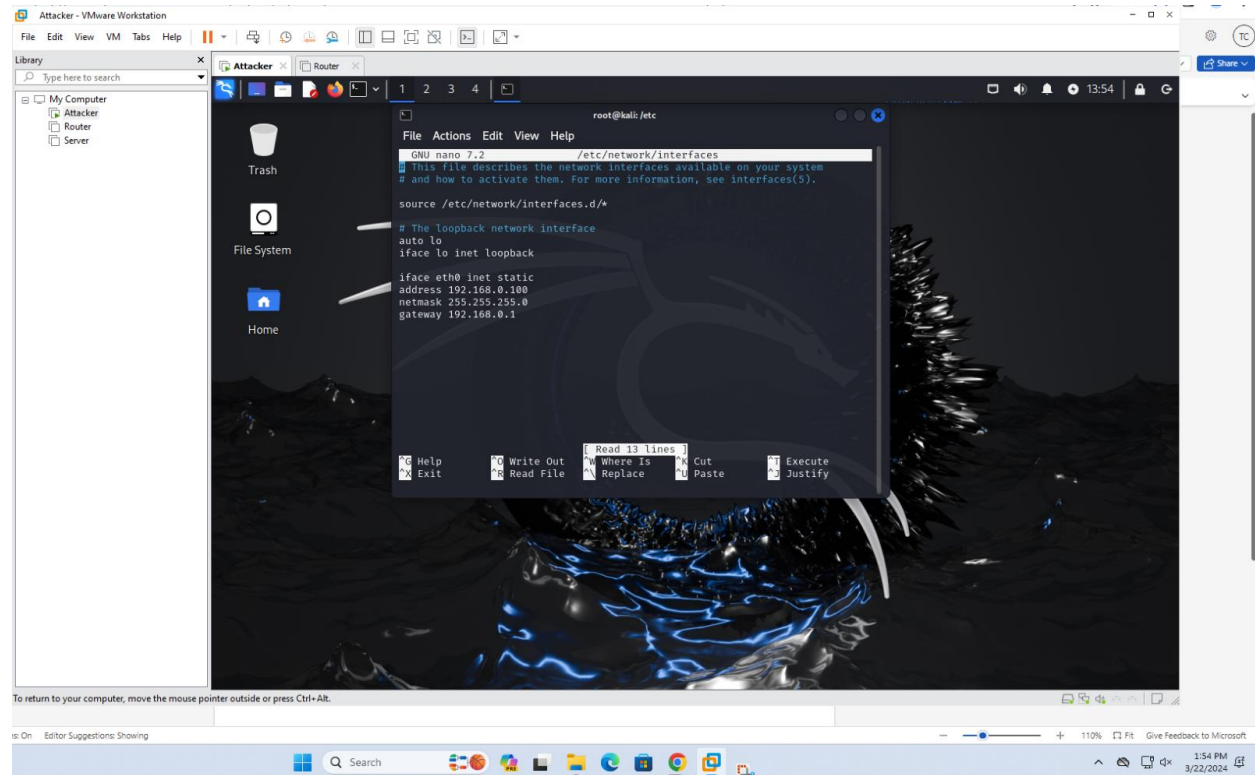 Attacker - VMware Workstation
File Edit View VM Tabs Help
TC
Share
Library
Type here to search
My Computer
Attacker
Router
Server
Attacker
Router
1 2 3 4
13:54
Trash
File System
Home
root@kali: /etc
File Actions Edit View Help
GNU nano 7.2 /etc/network/interfaces
# This file describes the network interfaces available on your system
# and how to activate them. For more information, see interfaces(5).
source /etc/network/interfaces.d/*
# The loopback network interface
auto lo
iface lo inet loopback
iface eth0 inet static
address 192.168.0.100
netmask 255.255.255.0
gateway 192.168.0.1
[ Read 13 lines ]
^G Help ^O Write Out ^W Where Is ^K Cut ^T Execute
^X Exit ^R Read File ^\ Replace ^U Paste ^J Justify
To return to your computer, move the mouse pointer outside or press Ctrl+Alt.
s: On Editor Suggestions: Showing
110% Fit Give Feedback to Microsoft
Search
1:54 PM
3/22/2024